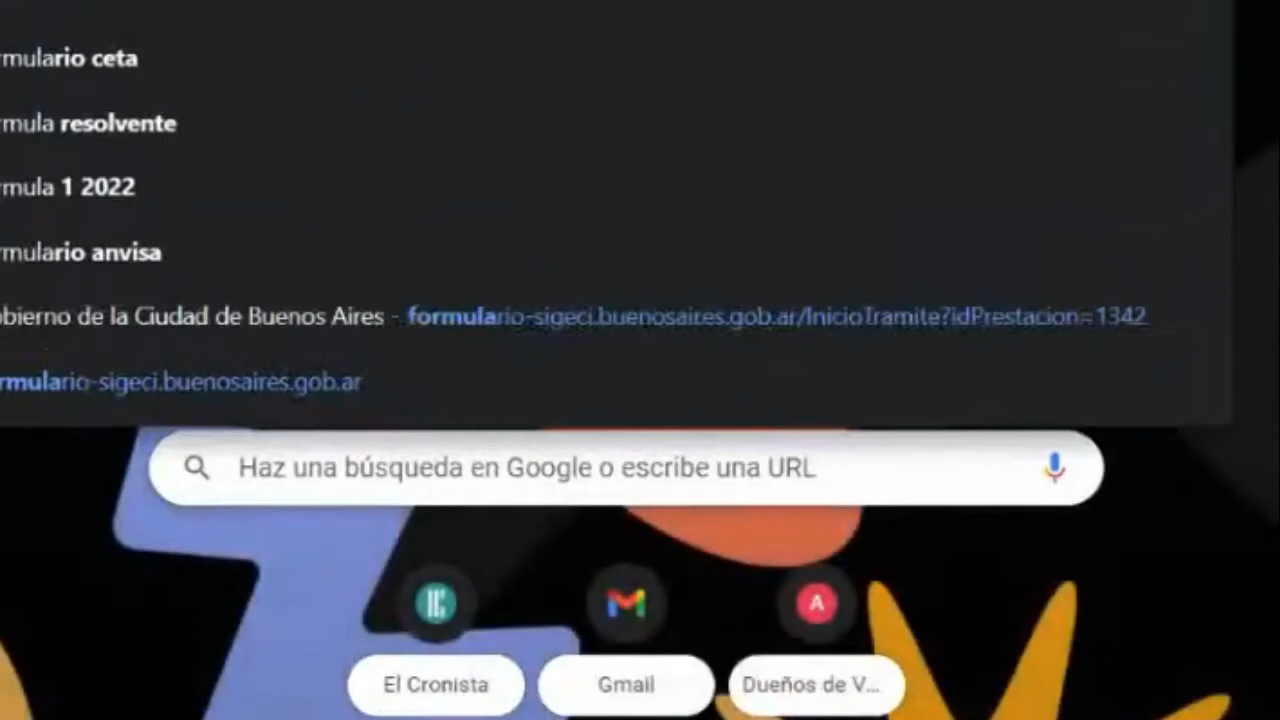 rmulario ceta
rmula resolvente
rmula 1 2022
rmulario anvisa
obierno de la Ciudad de Buenos Aires - formulario-sigeci.buenosaires.gob.ar/InicioTramite?idPrestacion=1342
rmulario-sigeci.buenosaires.gob.ar
Haz una búsqueda en Google o escribe una URL
A
El Cronista
Gmail
Dueños de V...